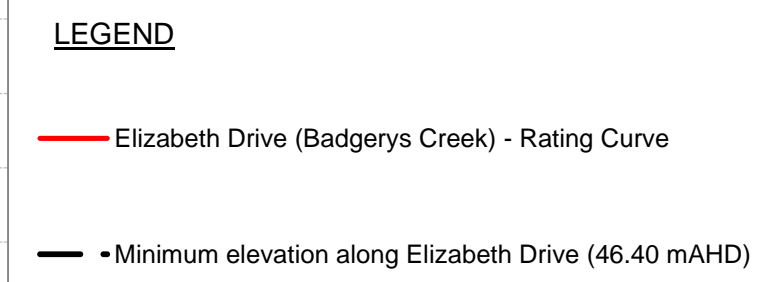 LEGEND
Elizabeth Drive (Badgerys Creek) - Rating Curve
Minimum elevation along Elizabeth Drive (46.40 mAHD)